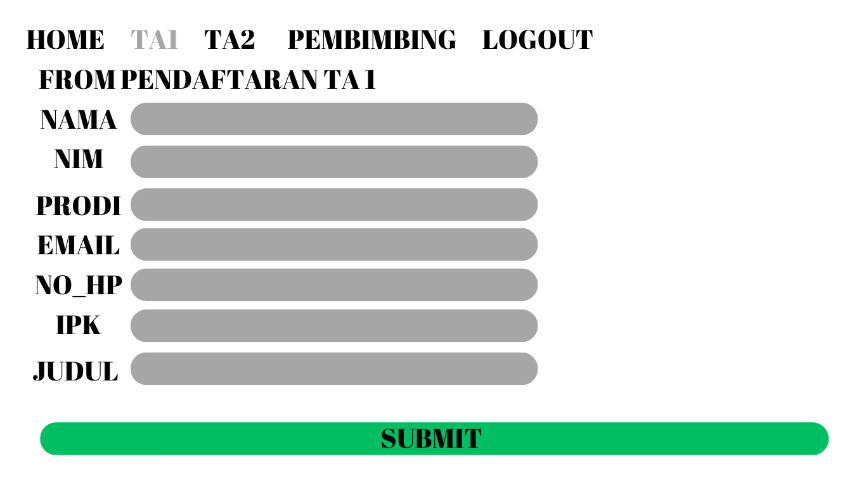 HOME TA1 TA2 PEMBIMBING LOGOUT
FROM PENDAFTARAN TA 1
NAMA
NIM
PRODI
EMAIL
NO_HP
IPK
JUDUL
SUBMIT